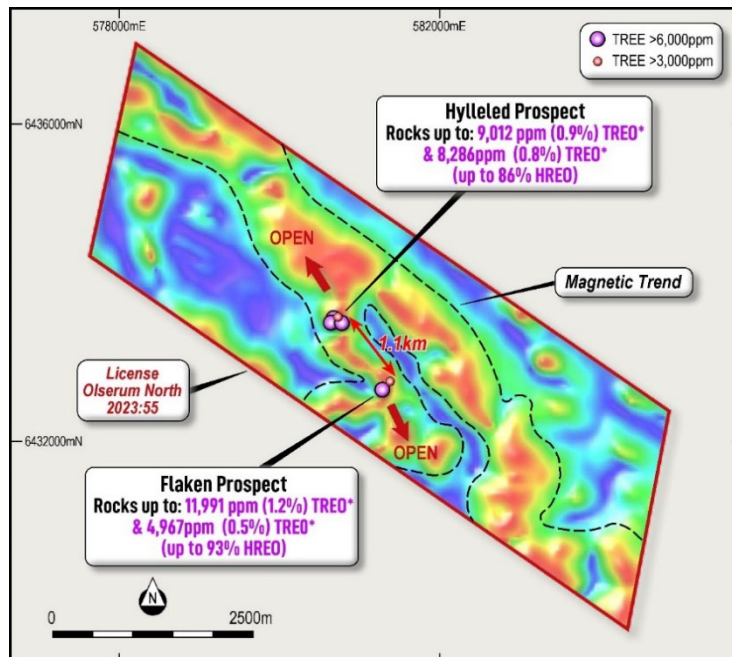 578000mE
582000mE
TREE >6,000ppm
TREE >3,000ppm
6436000mN
Hylleled Prospect
Rocks up to: 9,012 ppm (0.9%) TREO*
& 8,286ppm (0.8%) TREO*
(up to 86% HREO)
OPEN
Magnetic Trend
1.1km
License
Olserum North
2023:55
6432000mN
OPEN
Flaken Prospect
Rocks up to: 11,991 ppm (1.2%) TREO*
& 4,967ppm (0.5%) TREO*
(up to 93% HREO)
N
0
2500m